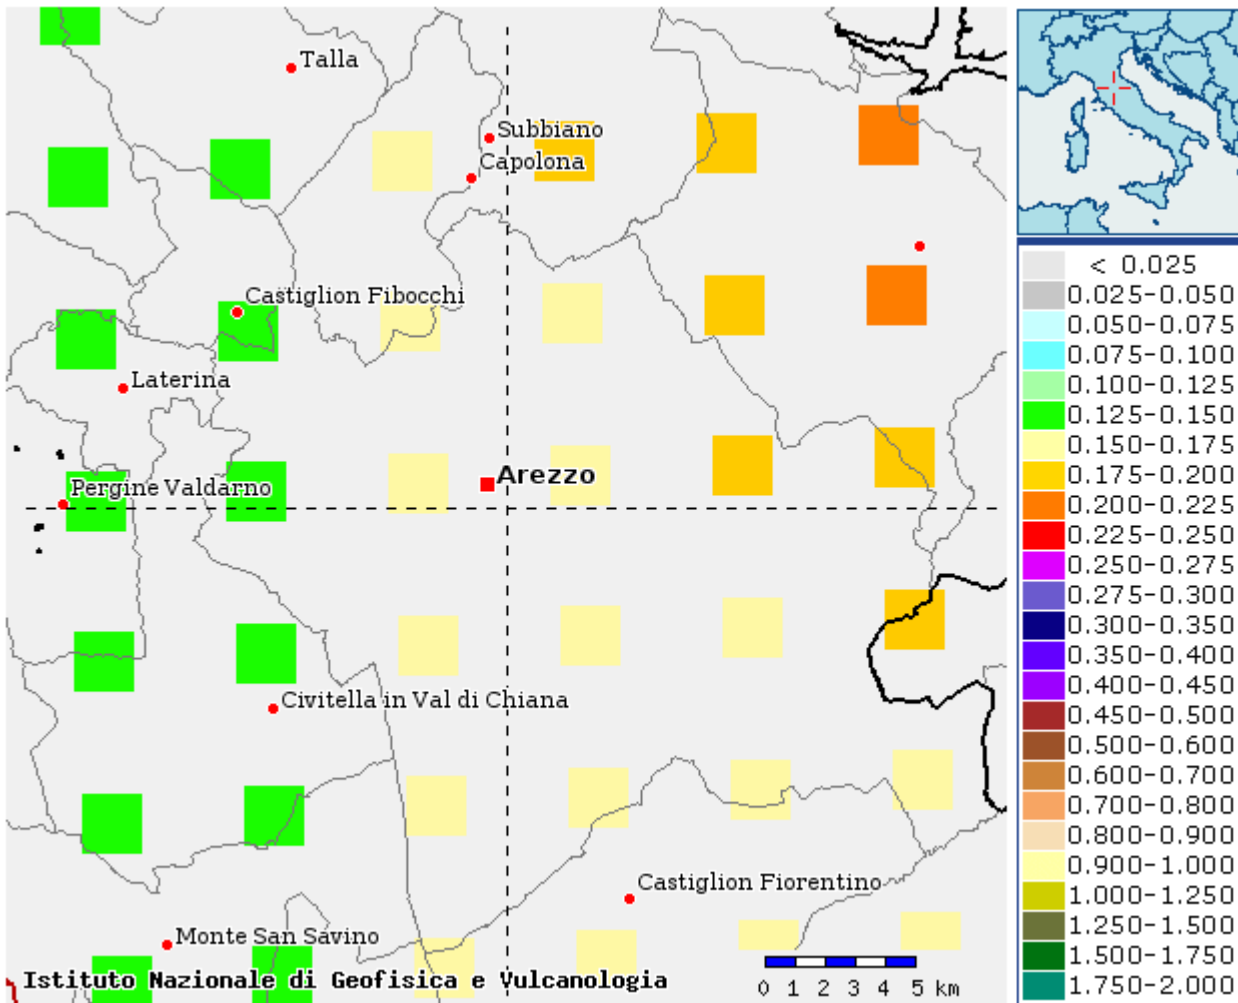 Talla
Subbiano
Capolona
Castiglion Fibocchi
Laterina
Arezzo
Pergine Valdarno
Civitella in Val di Chiana
Castiglion Fiorentino
Monte San Savino
Istituto Nazionale di Geofisica e Vulcanologia
0 1 2 3 4 5 km
< 0.025
0.025-0.050
0.050-0.075
0.075-0.100
0.100-0.125
0.125-0.150
0.150-0.175
0.175-0.200
0.200-0.225
0.225-0.250
0.250-0.275
0.275-0.300
0.300-0.350
0.350-0.400
0.400-0.450
0.450-0.500
0.500-0.600
0.600-0.700
0.700-0.800
0.800-0.900
0.900-1.000
1.000-1.250
1.250-1.500
1.500-1.750
1.750-2.000